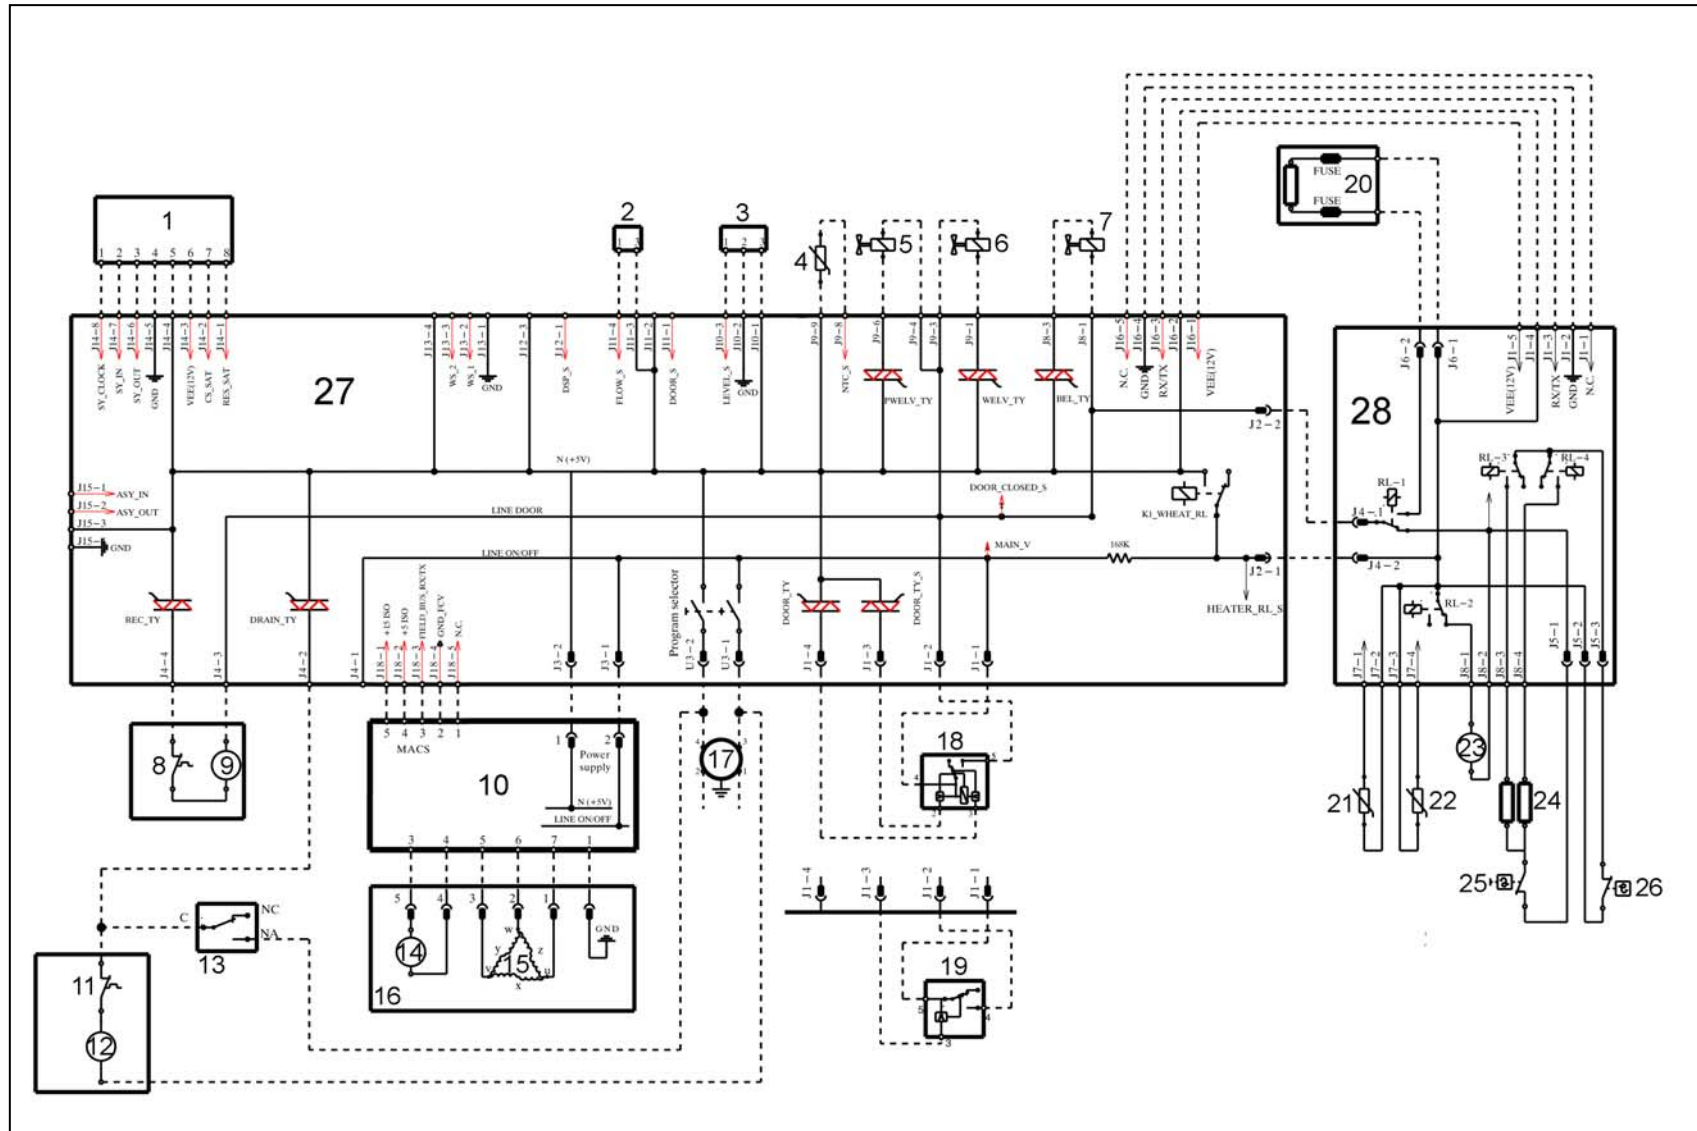 1
1 2 3 4 5 6 7 8
2
1 3
3
1 2 3
4
5
6
7
FUSE
20
FUSE
J14-8
J14-7
J14-6
J14-5
J14-4
J14-3
J14-2
J14-1
SY_CLOCK
SY_IN
SY_OUT
GND
VEE(12V)
CS_SAT
RES_SAT
27
J13-4
J13-3
J13-2
J13-1
WS_2
WS_1
GND
J12-3
J12-1
DSP_S
J11-4
J11-3
J11-2
J11-1
FLOW_S
DOOR_S
J10-3
J10-2
J10-1
LEVEL_S
GND
J9-9
J9-8
J9-6
J9-4
J9-3
J9-1
NTC_S
PWELV_TY
WELV_TY
J8-3
J8-1
BEL_TY
J16-5
J16-4
J16-3
J16-2
J16-1
N.C.
GND
RX/TX
VEE(12V)
J2-2
J6-2
J6-1
J1-5
J1-4
J1-3
J1-2
J1-1
VEE(12V)
RX/TX
GND
N.C.
28
N (+5V)
J15-1 ASY_IN
J15-2 ASY_OUT
J15-3
GND
DOOR_CLOSED_S
LINE DOOR
K1_WHEAT_RL
RL-3
RL-4
RL-1
J4-1
LINE ON/OFF
MAIN_V
168K
J2-1
J4-2
HEATER_RL_S
RL-2
REC_TY
DRAIN_TY
+15 ISO
+5 ISO
FIELD_BUS_RX/TX
GND_FCV
N.C.
Program selector
DOOR_TY
DOOR_TY_S
J4-4
J4-3
J4-2
J4-1
J18-1
J18-2
J18-3
J18-4
J18-5
J3-2
J3-1
U3-2
U3-1
J1-4
J1-3
J1-2
J1-1
J7-1
J7-2
J7-3
J7-4
J8-1
J8-2
J8-3
J8-4
J5-1
J5-2
J5-3
8
9
5 4 3 2 1
MACS
1 2
Power
supply
10
N (+5V)
LINE ON/OFF
3 4 5 6 7 1
4 3
17
2 1
18
4
5
2 3
21
22
23
24
25
26
J1-4
J1-3
J1-2
J1-1
19
5
4
3
C
NC
NA
13
11
12
5 4 3 2 1
GND
14
w
y z
15
v u
x
16